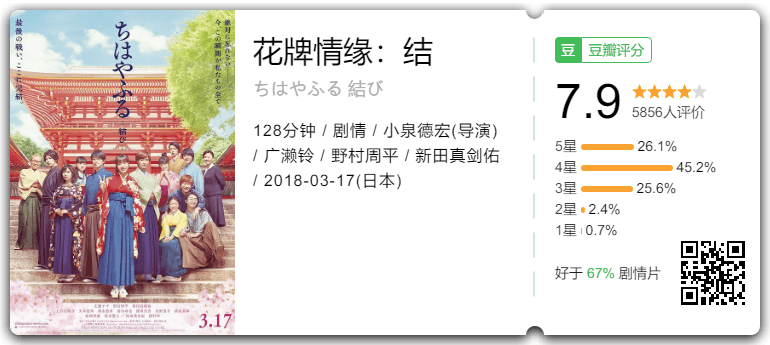 最後の戦い、ここに完結。
ちはやふる
結び
絶対に忘れない
今、この瞬間が私たちの全て
3.17
花牌情缘：结
ちはやふる 結び
128分钟 / 剧情 / 小泉德宏(导演)
/ 广濑铃 / 野村周平 / 新田真剑佑
/ 2018-03-17(日本)
豆 豆瓣评分
7.9
5856人评价
5星 26.1%
4星 45.2%
3星 25.6%
2星 2.4%
1星 0.7%
好于 67% 剧情片